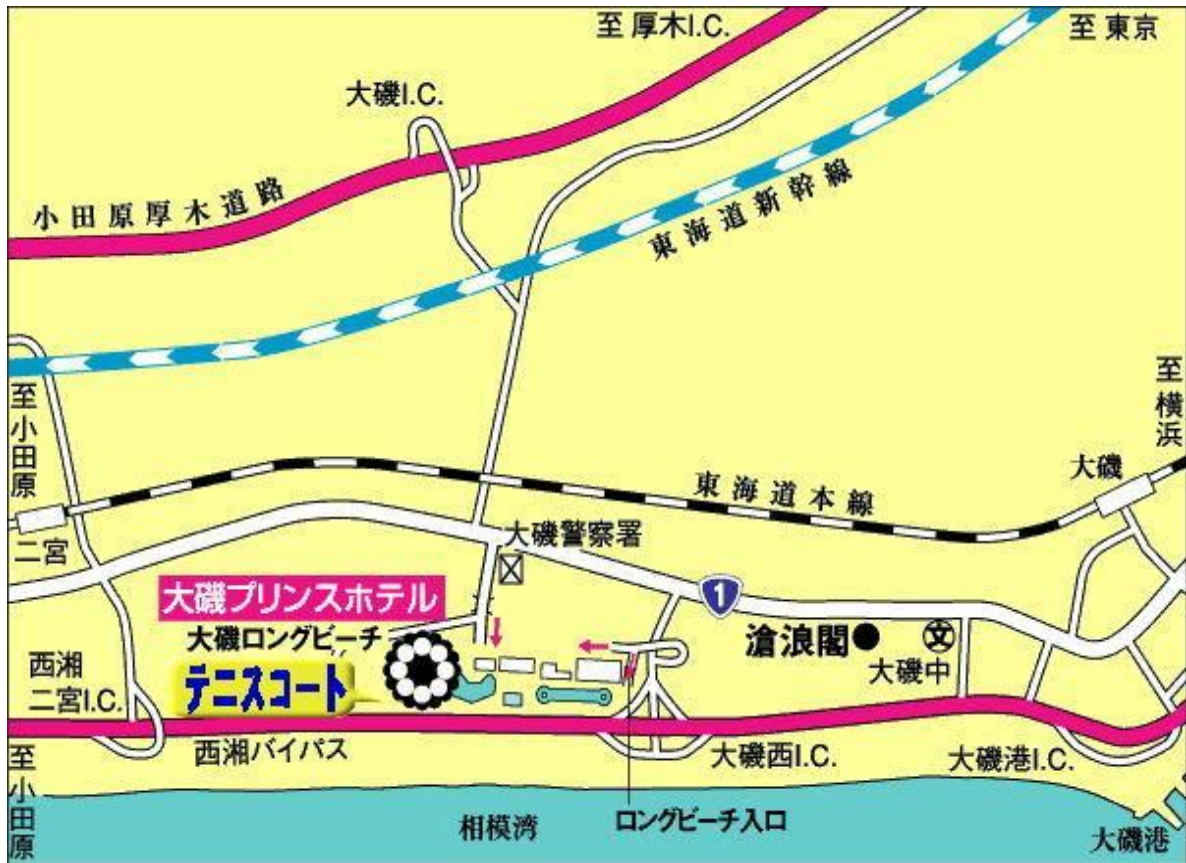 至 厚木I.C.
至 東京
大磯I.C.
小田原厚木道路
東海道新幹線
至小田原
至横浜
大磯
東海道本線
二宮
大磯警察署
大磯プリンスホテル
1
大磯ロングビーチ
滄浪閣
文
テニスコート
大磯中
西湘
二宮I.C.
西湘バイパス
大磯西I.C.
大磯港I.C.
至小田原
相模湾
ロングビーチ入口
大磯港